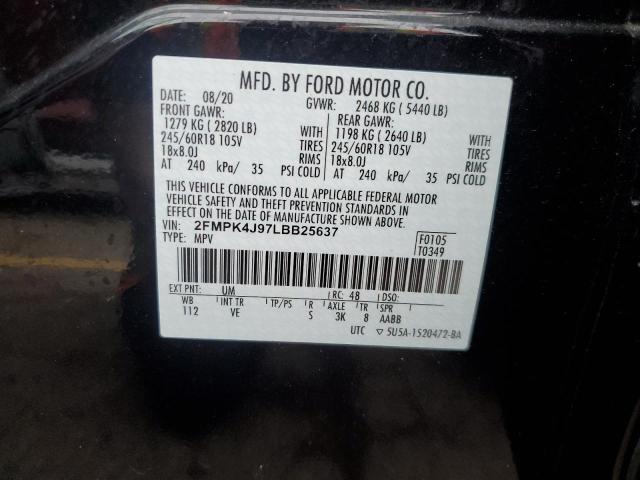 MFD. BY FORD MOTOR CO.
DATE: 08/20 GVWR: 2468 KG ( 5440 LB)
FRONT GAWR: REAR GAWR:
1279 KG ( 2820 LB) WITH 1198 KG ( 2640 LB) WITH
245/60R18 105V TIRES 245/60R18 105V TIRES
18x8.0J RIMS 18x8.0J RIMS
AT 240 kPa/ 35 PSI COLD AT 240 kPa/ 35 PSI COLD
THIS VEHICLE CONFORMS TO ALL APPLICABLE FEDERAL MOTOR
VEHICLE SAFETY AND THEFT PREVENTION STANDARDS IN
EFFECT ON THE DATE OF MANUFACTURE SHOWN ABOVE.
VIN: 2FMPK4J97LBB25637 F0105
TYPE: MPV T0349
EXT PNT: UM RC: 48 DSO:
WB INT TR TP/PS R AXLE TR SPR
112 VE S 3K 8 AABB
UTC ▽ 5U5A-1520472-BA